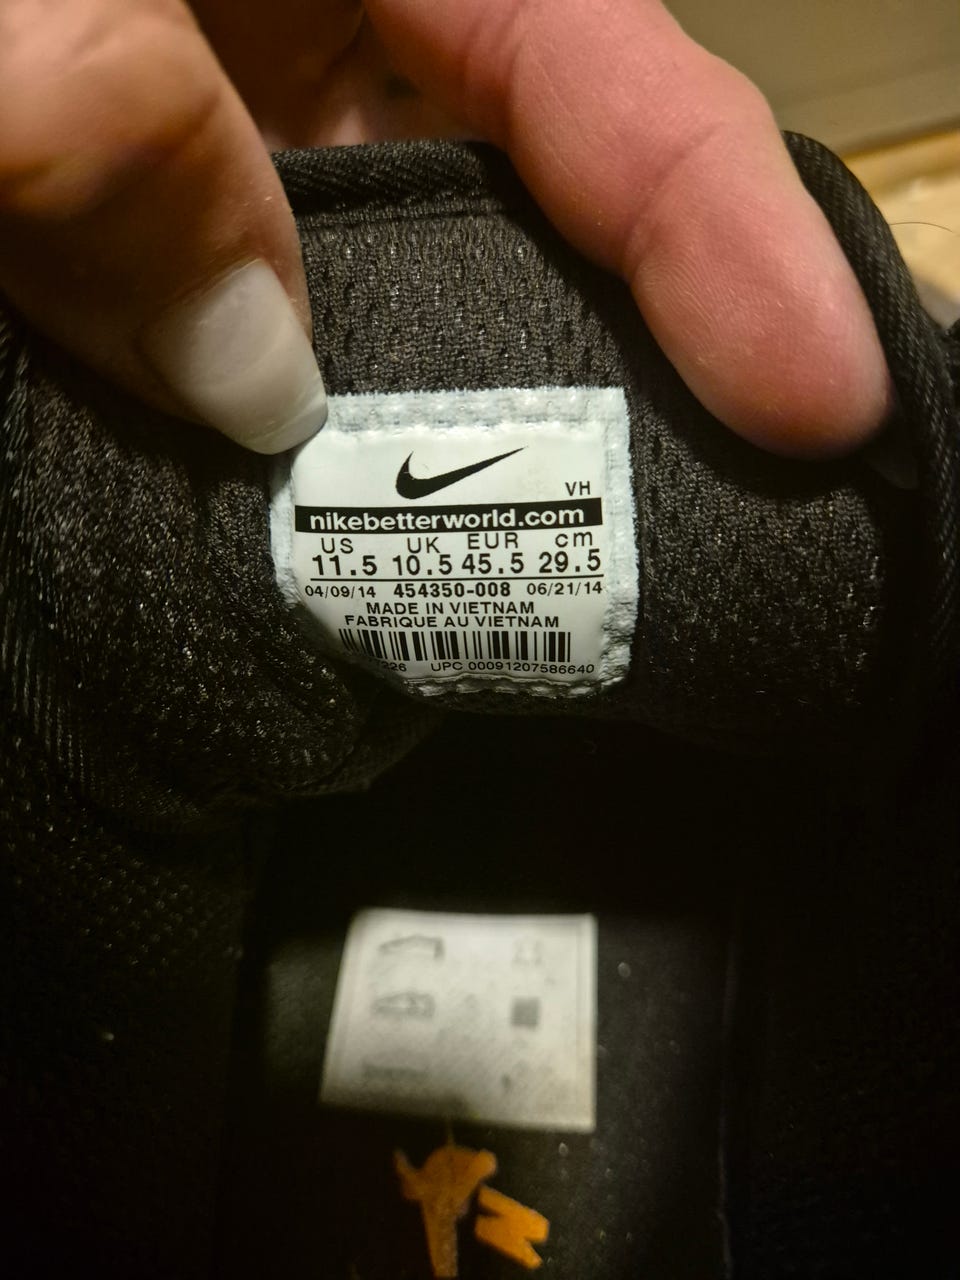 VH
nikebetterworld.com
US UK EUR cm
11.5 10.5 45.5 29.5
04/09/14 454350-008 06/21/14
MADE IN VIETNAM
FABRIQUE AU VIETNAM
UPC 00091207586640